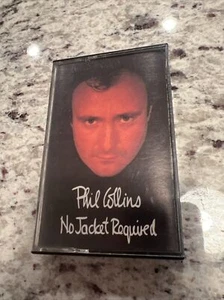 Phil Collins
No Jacket Required